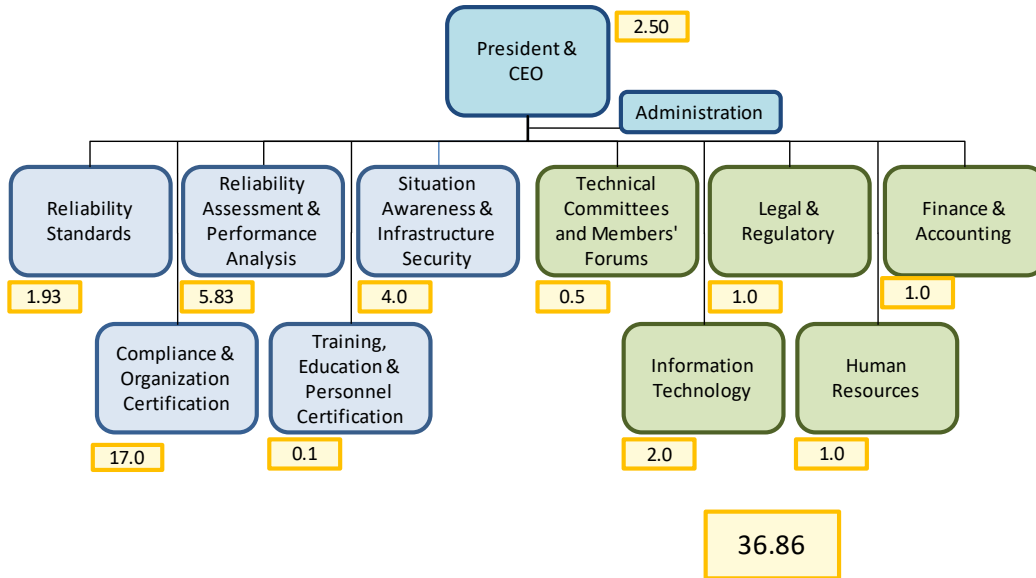 President &
CEO
2.50
Administration
Reliability
Standards
1.93
Reliability
Assessment &
Performance
Analysis
5.83
Situation
Awareness &
Infrastructure
Security
4.0
Technical
Committees
and Members'
Forums
0.5
Legal &
Regulatory
1.0
Finance &
Accounting
1.0
Compliance &
Organization
Certification
17.0
Training,
Education &
Personnel
Certification
0.1
Information
Technology
2.0
Human
Resources
1.0
36.86